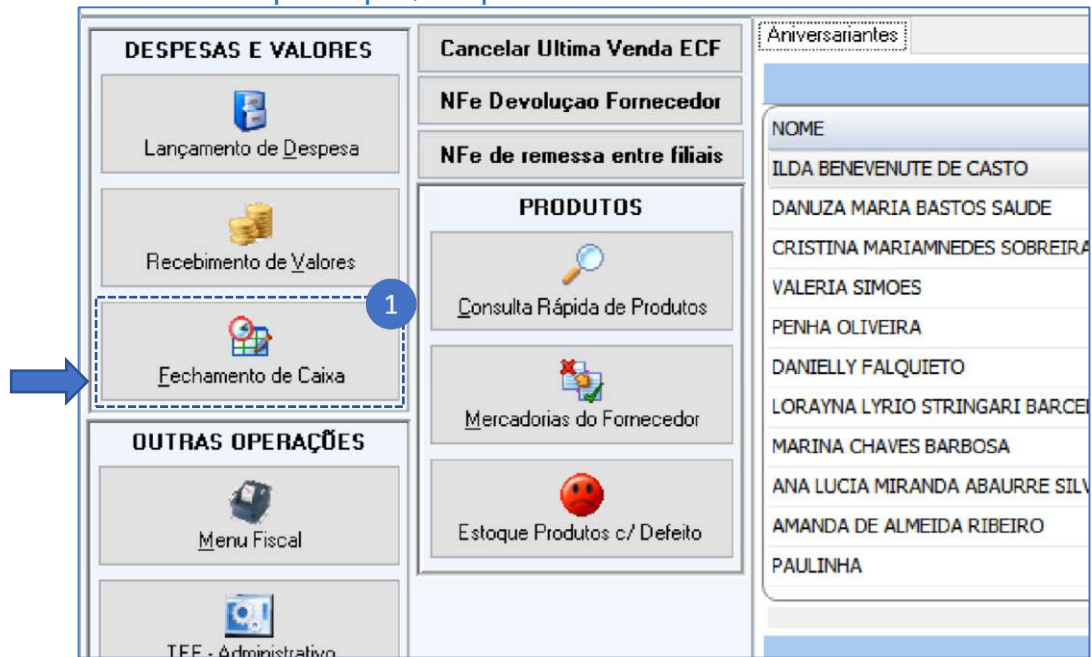 DESPESAS E VALORES
Lançamento de Despesa
Recebimento de Valores
1
Fechamento de Caixa
OUTRAS OPERAÇÕES
Menu Fiscal
TEF - Administrativo
Cancelar Ultima Venda ECF
NFe Devoluçao Fornecedor
NFe de remessa entre filiais
PRODUTOS
Consulta Rápida de Produtos
Mercadorias do Fornecedor
Estoque Produtos c/ Defeito
Aniversariantes
NOME
ILDA BENEVENUTE DE CASTO
DANUZA MARIA BASTOS SAUDE
CRISTINA MARIAMNEDES SOBREIRA
VALERIA SIMOES
PENHA OLIVEIRA
DANIELLY FALQUIETO
LORAYNA LYRIO STRINGARI BARCE
MARINA CHAVES BARBOSA
ANA LUCIA MIRANDA ABAURRE SILV
AMANDA DE ALMEIDA RIBEIRO
PAULINHA